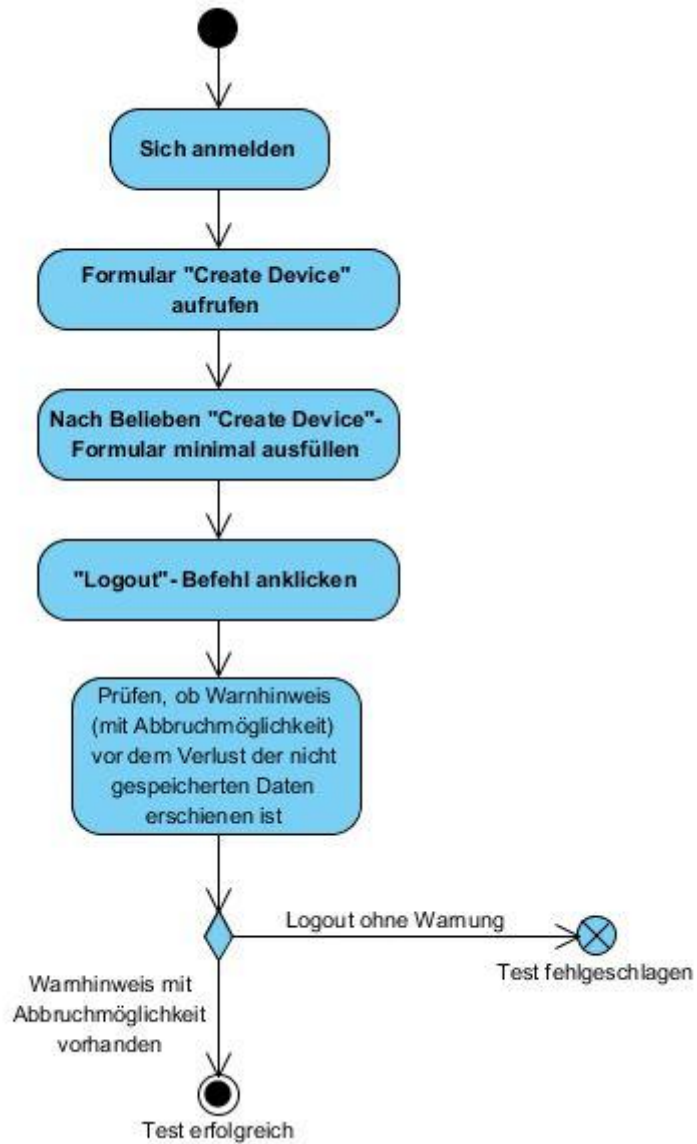 Sich anmelden
Formular "Create Device"
aufrufen
Nach Belieben "Create Device"-
Formular minimal ausfüllen
"Logout"- Befehl anklicken
Prüfen, ob Warnhinweis
(mit Abbruchmöglichkeit)
vor dem Verlust der nicht
gespeicherten Daten
erschienen ist
Logout ohne Warnung
Test fehlgeschlagen
Warnhinweis mit
Abbruchmöglichkeit
vorhanden
Test erfolgreich